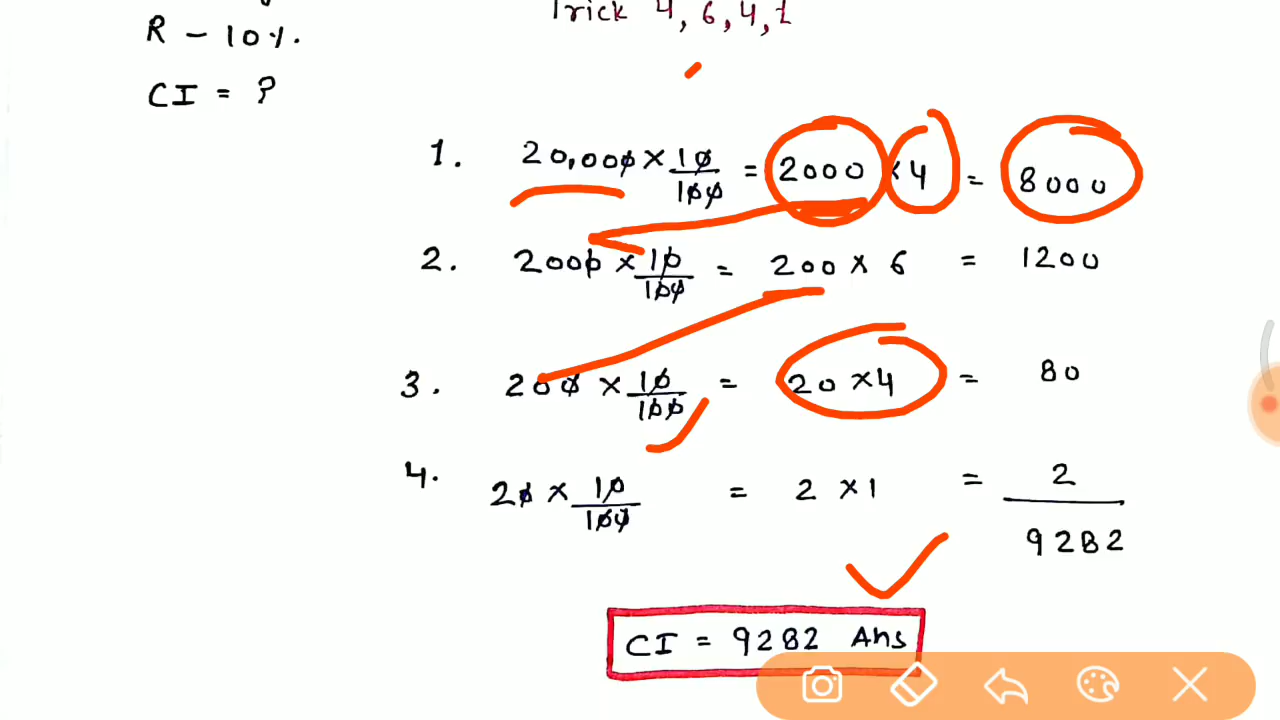 Trick 4, 6, 4, 1
R - 10%.
CI = ?
1. 20,000 × 10/100 = 2000 × 4 = 8000
2. 2000 × 10/100 = 200 × 6 = 1200
3. 200 × 10/100 = 20 × 4 = 80
4. 20 × 10/100 = 2 × 1 = 2
9282
CI = 9282 Ans